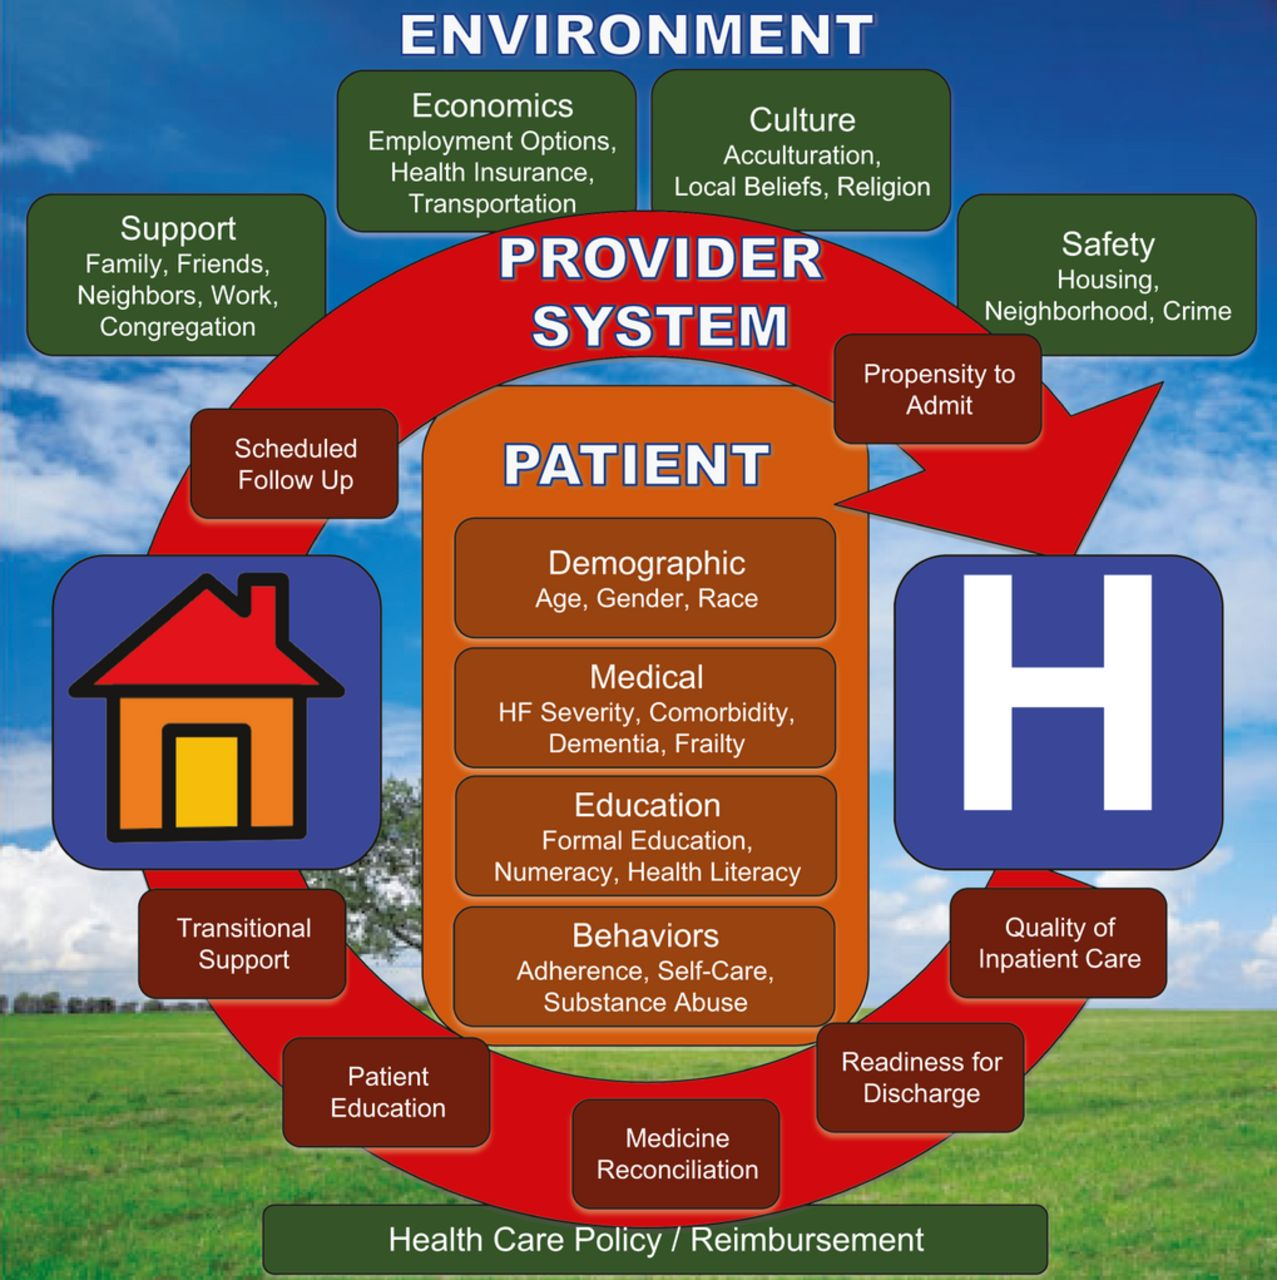 ENVIRONMENT
Economics
Employment Options,
Health Insurance,
Transportation
Culture
Acculturation,
Local Beliefs, Religion
Support
Family, Friends,
Neighbors, Work,
Congregation
Safety
Housing,
Neighborhood, Crime
PROVIDER
SYSTEM
Propensity to
Admit
Scheduled
Follow Up
PATIENT
Demographic
Age, Gender, Race
Medical
HF Severity, Comorbidity,
Dementia, Frailty
Education
Formal Education,
Numeracy, Health Literacy
Behaviors
Adherence, Self-Care,
Substance Abuse
H
Transitional
Support
Quality of
Inpatient Care
Patient
Education
Readiness for
Discharge
Medicine
Reconciliation
Health Care Policy / Reimbursement